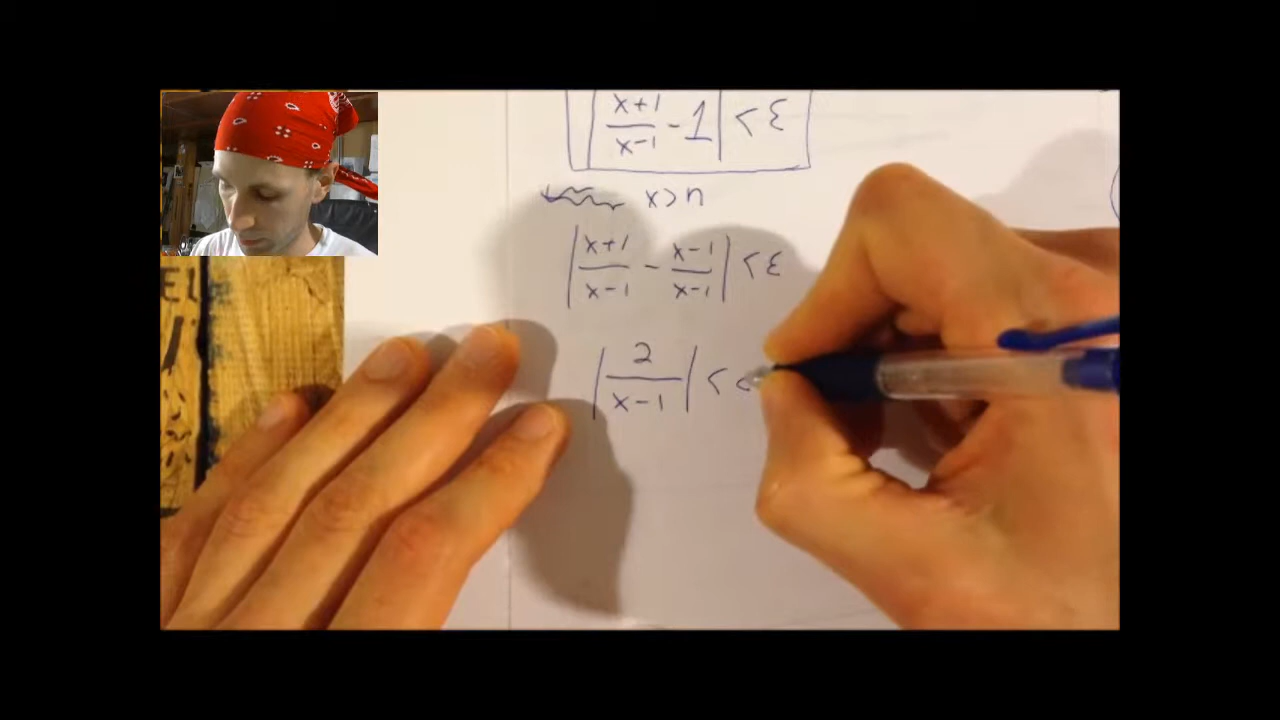 |x+1/x-1 - 1| < ε
x>n
|x+1/x-1 - x-1/x-1| < ε
|2/x-1| <